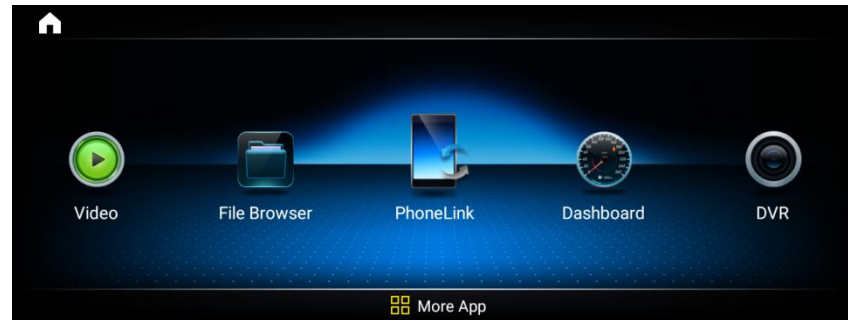 Video
File Browser
PhoneLink
Dashboard
DVR
More App